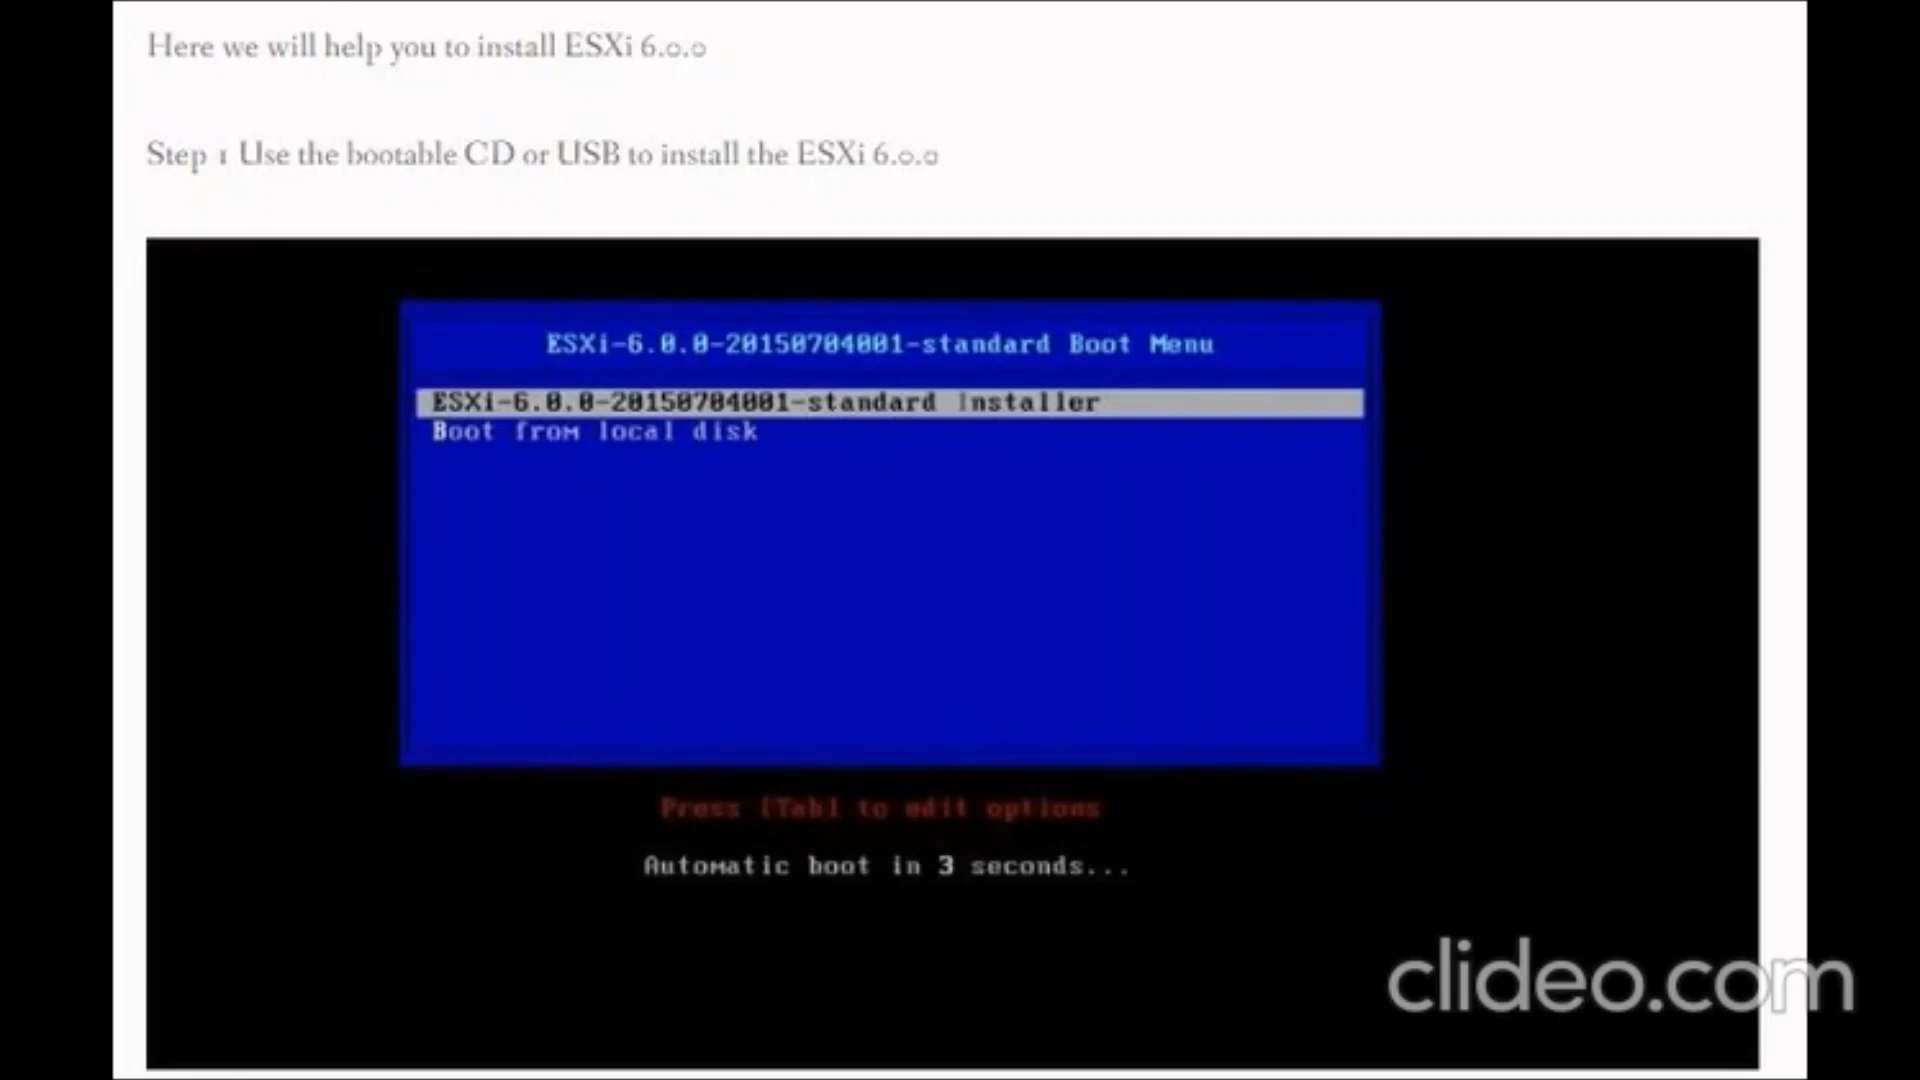 Here we will help you to install ESXi 6.0.0
Step 1 Use the bootable CD or USB to install the ESXi 6.0.0
ESXi-6.0.0-20150704001-standard Boot Menu
ESXi-6.0.0-20150704001-standard Installer
Boot from local disk
Press [Tab] to edit options
Automatic boot in 3 seconds...
clideo.com